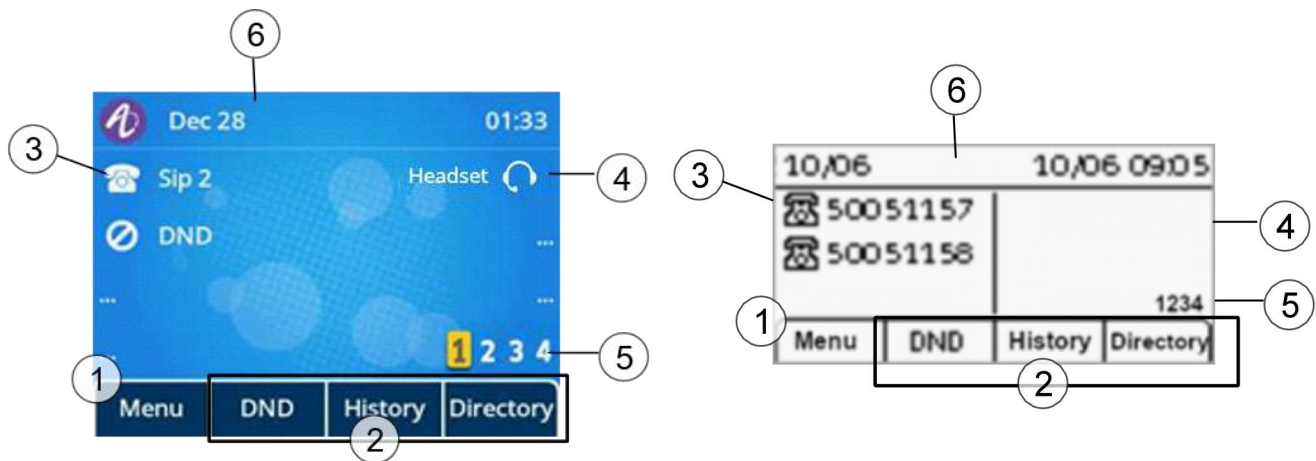 6
Dec 28 01:33
3
Sip 2 Headset
4
DND
...
... ...
1 2 3 4
5
1
...
Menu DND History Directory
2
6
10/06 10/06 09:05
3
50051157
4
50051158
1234
5
1
Menu DND History Directory
2